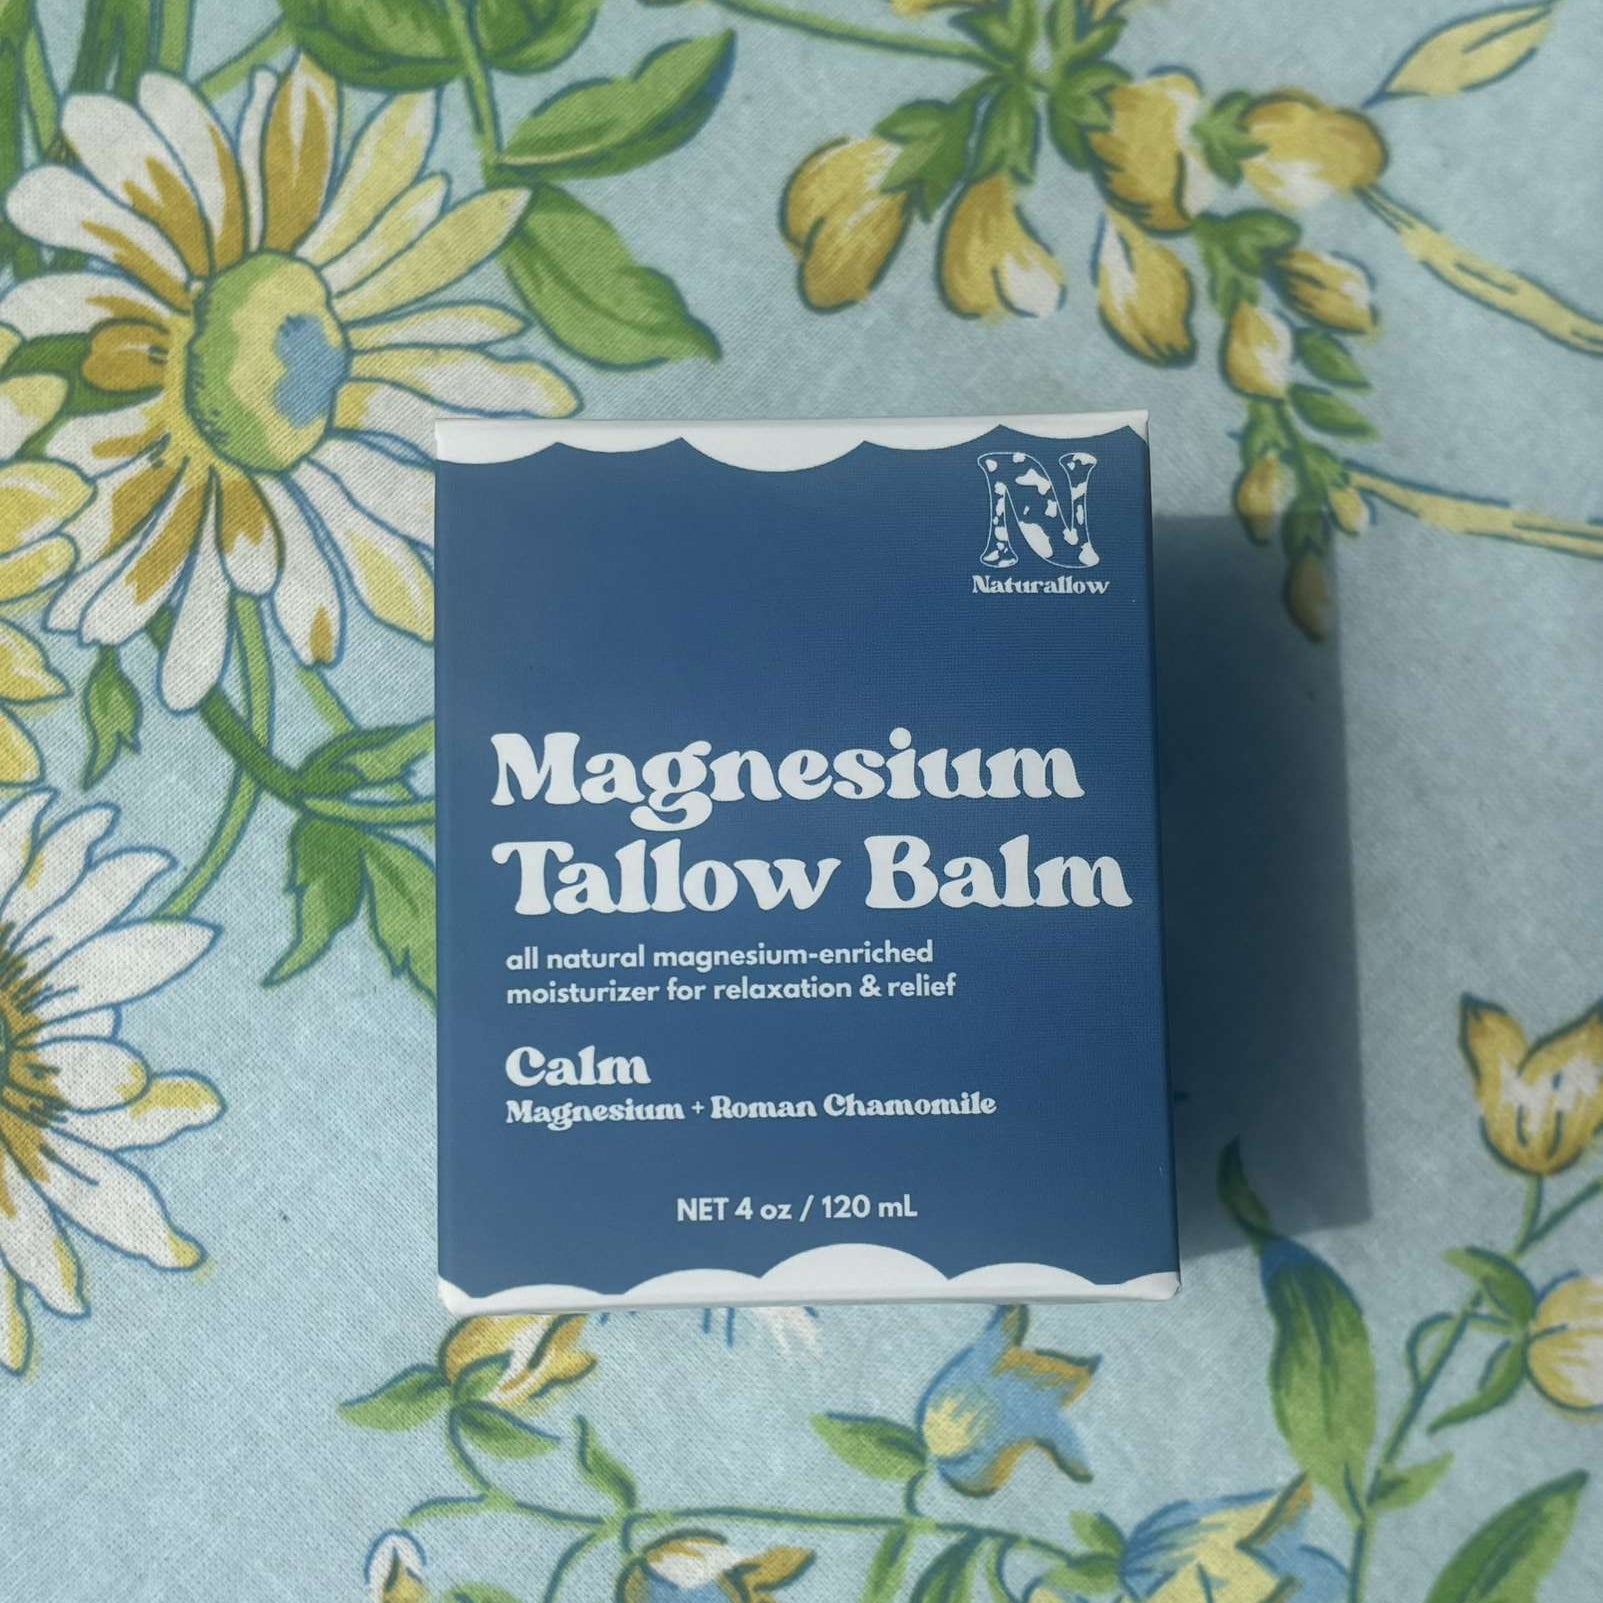 N
Naturallow
Magnesium
Tallow Balm
all natural magnesium-enriched
moisturizer for relaxation & relief
Calm
Magnesium + Roman Chamomile
NET 4 oz / 120 mL